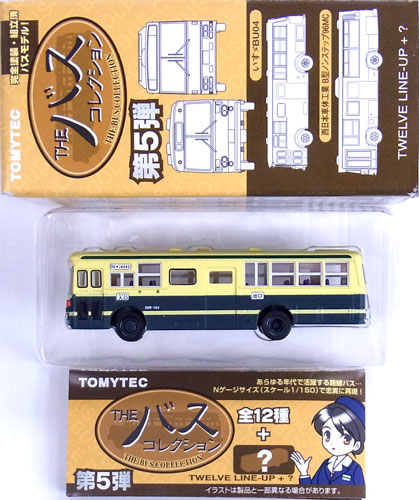 完全塗装・組立済
バスモデル!
THE
バス
コレクション
THE BUS COLLECTION
TOMYTEC
第5弾
いすゞBU04
西日本車体工業 B型ノンステップ96MC
TWELVE LINE-UP + ?
TOMYTEC
あらゆる年代で活躍する路線バス…
Nゲージサイズ(スケール1/150)で忠実に再現!
THE
バス
コレクション
THE BUS COLLECTION
全12種
+
?
第5弾
TWELVE LINE-UP + ?
イラストは製品と一部異なる場合があります。